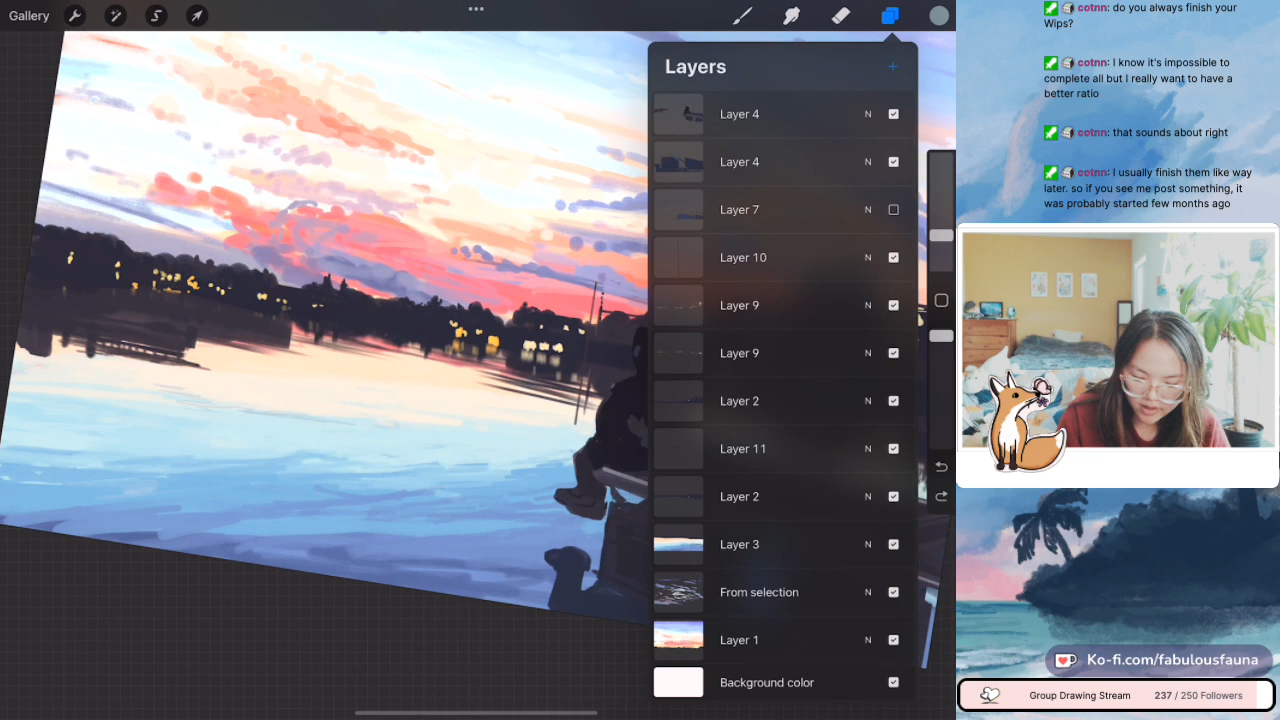 Gallery
Layers
Layer 4 N
Layer 4 N
Layer 7 N
Layer 10 N
Layer 9 N
Layer 9 N
Layer 2 N
Layer 11 N
Layer 2 N
Layer 3 N
From selection N
Layer 1 N
Background color
cotnn: do you always finish your
Wips?
cotnn: I know it's impossible to
complete all but I really want to have a
better ratio
cotnn: that sounds about right
cotnn: I usually finish them like way
later. so if you see me post something, it
was probably started few months ago
Ko-fi.com/fabulousfauna
Group Drawing Stream 237 / 250 Followers